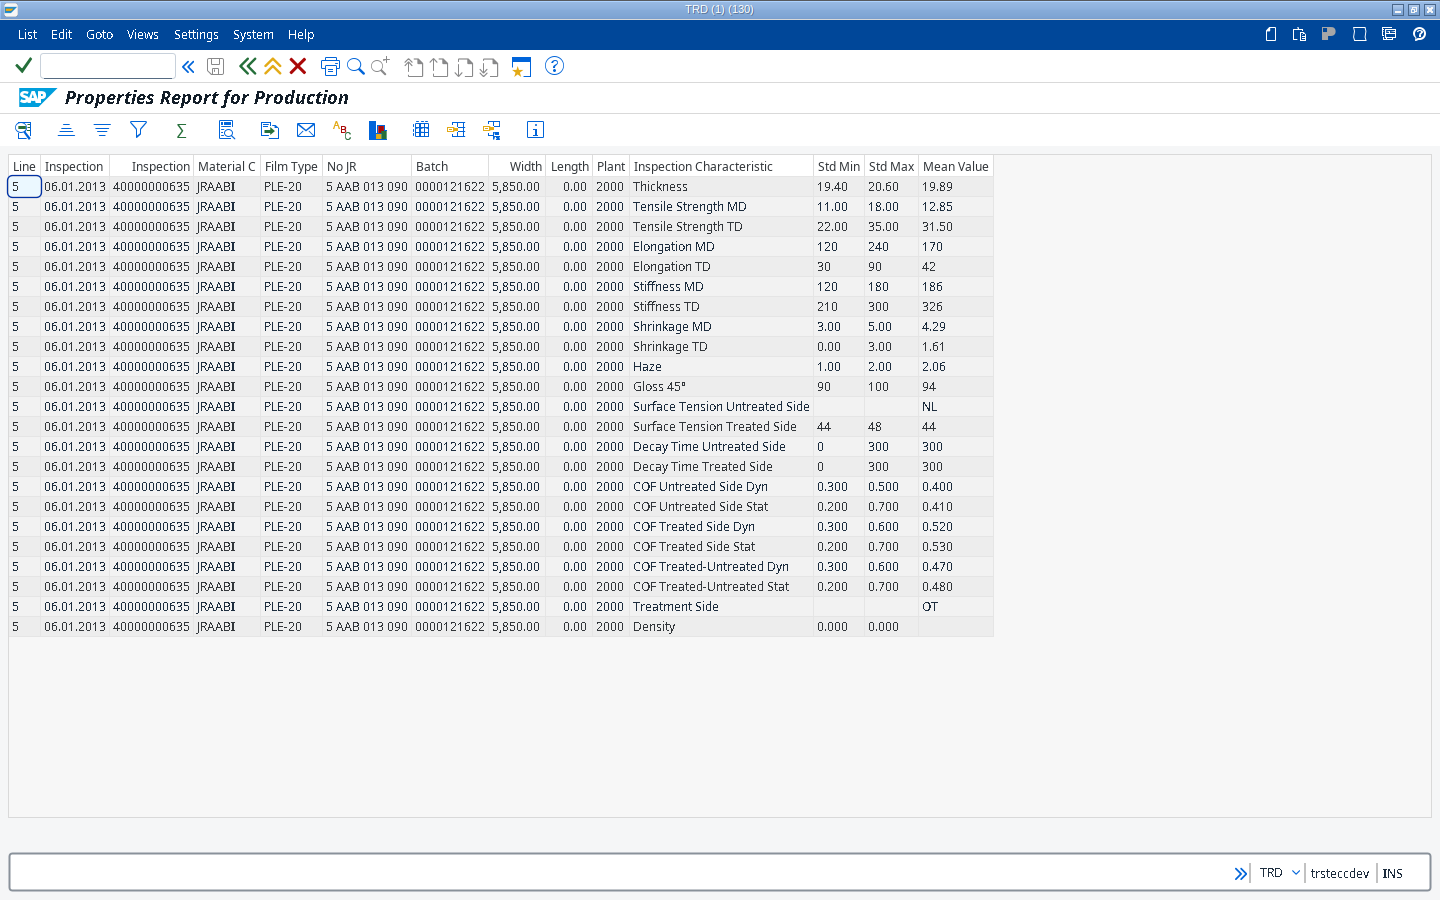 TRD (1) (130)
List Edit Goto Views Settings System Help
SAP Properties Report for Production
Line Inspection Inspection Material C Film Type No JR Batch Width Length Plant Inspection Characteristic Std Min Std Max Mean Value
5 06.01.2013 40000000635 JRAABI PLE-20 5 AAB 013 090 0000121622 5,850.00 0.00 2000 Thickness 19.40 20.60 19.89
5 06.01.2013 40000000635 JRAABI PLE-20 5 AAB 013 090 0000121622 5,850.00 0.00 2000 Tensile Strength MD 11.00 18.00 12.85
5 06.01.2013 40000000635 JRAABI PLE-20 5 AAB 013 090 0000121622 5,850.00 0.00 2000 Tensile Strength TD 22.00 35.00 31.50
5 06.01.2013 40000000635 JRAABI PLE-20 5 AAB 013 090 0000121622 5,850.00 0.00 2000 Elongation MD 120 240 170
5 06.01.2013 40000000635 JRAABI PLE-20 5 AAB 013 090 0000121622 5,850.00 0.00 2000 Elongation TD 30 90 42
5 06.01.2013 40000000635 JRAABI PLE-20 5 AAB 013 090 0000121622 5,850.00 0.00 2000 Stiffness MD 120 180 186
5 06.01.2013 40000000635 JRAABI PLE-20 5 AAB 013 090 0000121622 5,850.00 0.00 2000 Stiffness TD 210 300 326
5 06.01.2013 40000000635 JRAABI PLE-20 5 AAB 013 090 0000121622 5,850.00 0.00 2000 Shrinkage MD 3.00 5.00 4.29
5 06.01.2013 40000000635 JRAABI PLE-20 5 AAB 013 090 0000121622 5,850.00 0.00 2000 Shrinkage TD 0.00 3.00 1.61
5 06.01.2013 40000000635 JRAABI PLE-20 5 AAB 013 090 0000121622 5,850.00 0.00 2000 Haze 1.00 2.00 2.06
5 06.01.2013 40000000635 JRAABI PLE-20 5 AAB 013 090 0000121622 5,850.00 0.00 2000 Gloss 45° 90 100 94
5 06.01.2013 40000000635 JRAABI PLE-20 5 AAB 013 090 0000121622 5,850.00 0.00 2000 Surface Tension Untreated Side NL
5 06.01.2013 40000000635 JRAABI PLE-20 5 AAB 013 090 0000121622 5,850.00 0.00 2000 Surface Tension Treated Side 44 48 44
5 06.01.2013 40000000635 JRAABI PLE-20 5 AAB 013 090 0000121622 5,850.00 0.00 2000 Decay Time Untreated Side 0 300 300
5 06.01.2013 40000000635 JRAABI PLE-20 5 AAB 013 090 0000121622 5,850.00 0.00 2000 Decay Time Treated Side 0 300 300
5 06.01.2013 40000000635 JRAABI PLE-20 5 AAB 013 090 0000121622 5,850.00 0.00 2000 COF Untreated Side Dyn 0.300 0.500 0.400
5 06.01.2013 40000000635 JRAABI PLE-20 5 AAB 013 090 0000121622 5,850.00 0.00 2000 COF Untreated Side Stat 0.200 0.700 0.410
5 06.01.2013 40000000635 JRAABI PLE-20 5 AAB 013 090 0000121622 5,850.00 0.00 2000 COF Treated Side Dyn 0.300 0.600 0.520
5 06.01.2013 40000000635 JRAABI PLE-20 5 AAB 013 090 0000121622 5,850.00 0.00 2000 COF Treated Side Stat 0.200 0.700 0.530
5 06.01.2013 40000000635 JRAABI PLE-20 5 AAB 013 090 0000121622 5,850.00 0.00 2000 COF Treated-Untreated Dyn 0.300 0.600 0.470
5 06.01.2013 40000000635 JRAABI PLE-20 5 AAB 013 090 0000121622 5,850.00 0.00 2000 COF Treated-Untreated Stat 0.200 0.700 0.480
5 06.01.2013 40000000635 JRAABI PLE-20 5 AAB 013 090 0000121622 5,850.00 0.00 2000 Treatment Side OT
5 06.01.2013 40000000635 JRAABI PLE-20 5 AAB 013 090 0000121622 5,850.00 0.00 2000 Density 0.000 0.000
TRD trsteccdev INS